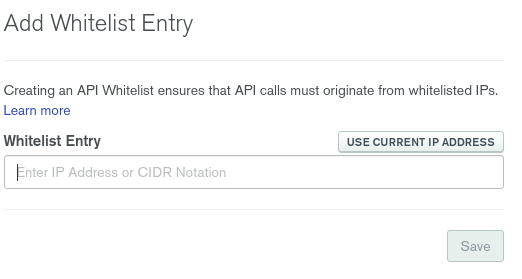 Add Whitelist Entry
Creating an API Whitelist ensures that API calls must originate from whitelisted IPs.
Learn more
Whitelist Entry
USE CURRENT IP ADDRESS
Enter IP Address or CIDR Notation
Save